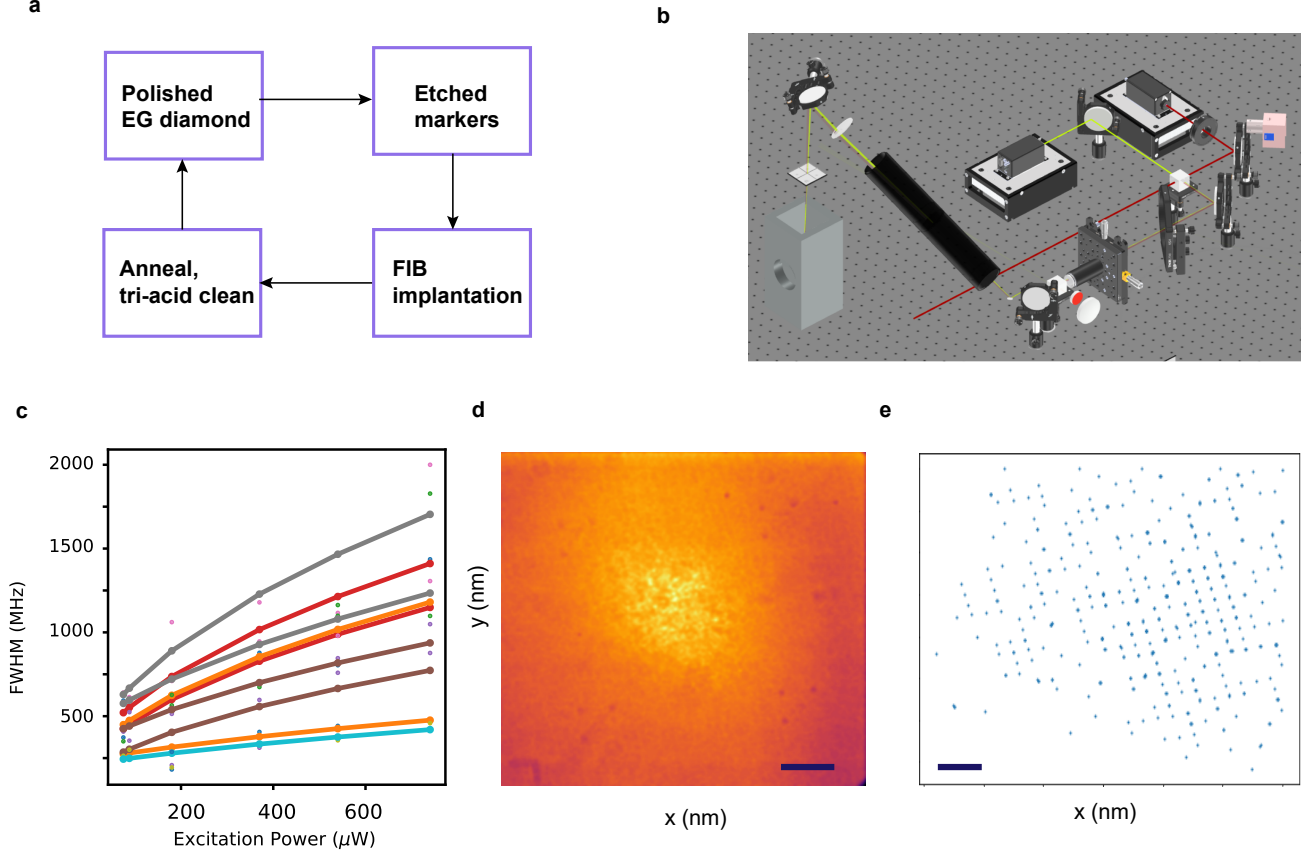 a
Polished
EG diamond
Etched
markers
Anneal,
tri-acid clean
FIB
implantation
b
c
2000
1500
1000
500
FWHM (MHz)
200
400
600
Excitation Power (μW)
d
y (nm)
x (nm)
e
x (nm)